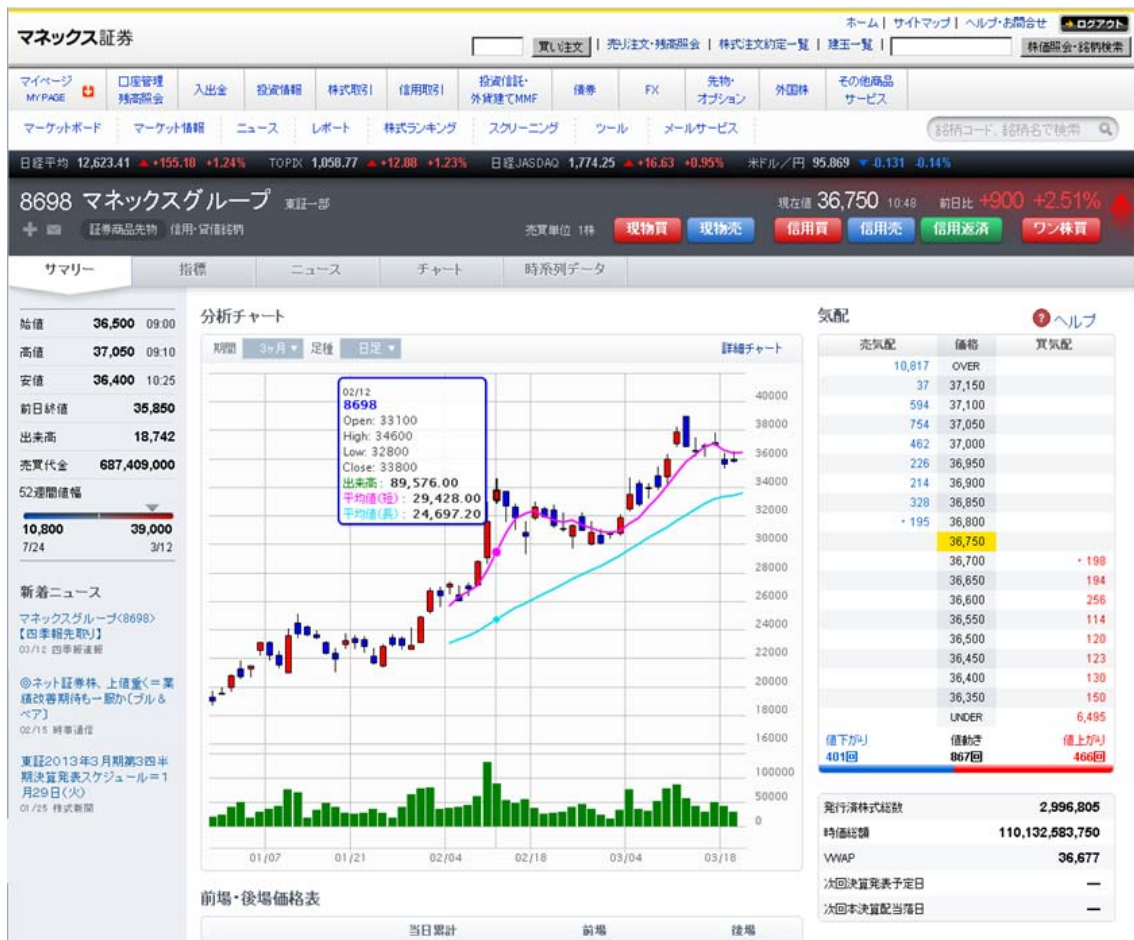 マネックス証券
ホーム | サイトマップ | ヘルプ・お問合せ ログアウト
買い注文 | 売り注文・残高照会 | 株式注文約定一覧 | 建玉一覧 | 株価照会・銘柄検索
マイページ MY PAGE
口座管理 残高照会
入出金
投資情報
株式取引
信用取引
投資信託・ 外貨建てMMF
債券
FX
先物・ オプション
外国株
その他商品 サービス
マーケットボード マーケット情報 ニュース レポート 株式ランキング スクリーニング ツール メールサービス 銘柄コード、銘柄名で検索
日経平均 12,623.41 ▲ +155.18 +1.24% TOPIX 1,058.77 ▲ +12.88 +1.23% 日経JASDAQ 1,774.25 ▲ +16.63 +0.95% 米ドル/円 95.869 ▼ -0.131 -0.14%
8698 マネックスグループ 東証一部 現在値 36,750 10:48 前日比 +900 +2.51%
証券商品先物 信用・貸借銘柄 売買単位 1株 現物買 現物売 信用買 信用売 信用返済 ワン株買
サマリー 指標 ニュース チャート 時系列データ
始値 36,500 09:00
高値 37,050 09:10
安値 36,400 10:25
前日終値 35,850
出来高 18,742
売買代金 687,409,000
52週間値幅
10,800 39,000
7/24 3/12
新着ニュース
マネックスグループ<8698>
【四季報先取り】
03/12 四季報速報
◎ネット証券株、上値重く=業
績改善期待も一服か〔ブル&
ベア〕
02/15 時事通信
東証2013年3月期第3四半
期決算発表スケジュール=1
月29日(火)
01/25 株式新聞
分析チャート
期間 3ヶ月 ▼ 足種 日足 ▼ 詳細チャート
02/12
8698
Open: 33100
High: 34600
Low: 32800
Close: 33800
出来高: 89,576.00
平均値(短): 29,428.00
平均値(長): 24,697.20
40000
38000
36000
34000
32000
30000
28000
26000
24000
22000
20000
18000
16000
100000
50000
0
01/07 01/21 02/04 02/18 03/04 03/18
前場・後場価格表
当日累計 前場 後場
気配 ? ヘルプ
売気配 価格 買気配
10,817 OVER
37 37,150
594 37,100
754 37,050
462 37,000
226 36,950
214 36,900
328 36,850
・195 36,800
36,750
36,700 ・198
36,650 194
36,600 256
36,550 114
36,500 120
36,450 123
36,400 130
36,350 150
UNDER 6,495
値下がり 値動き 値上がり
401回 867回 466回
発行済株式総数 2,996,805
時価総額 110,132,583,750
VWAP 36,677
次回決算発表予定日 —
次回本決算配当落日 —